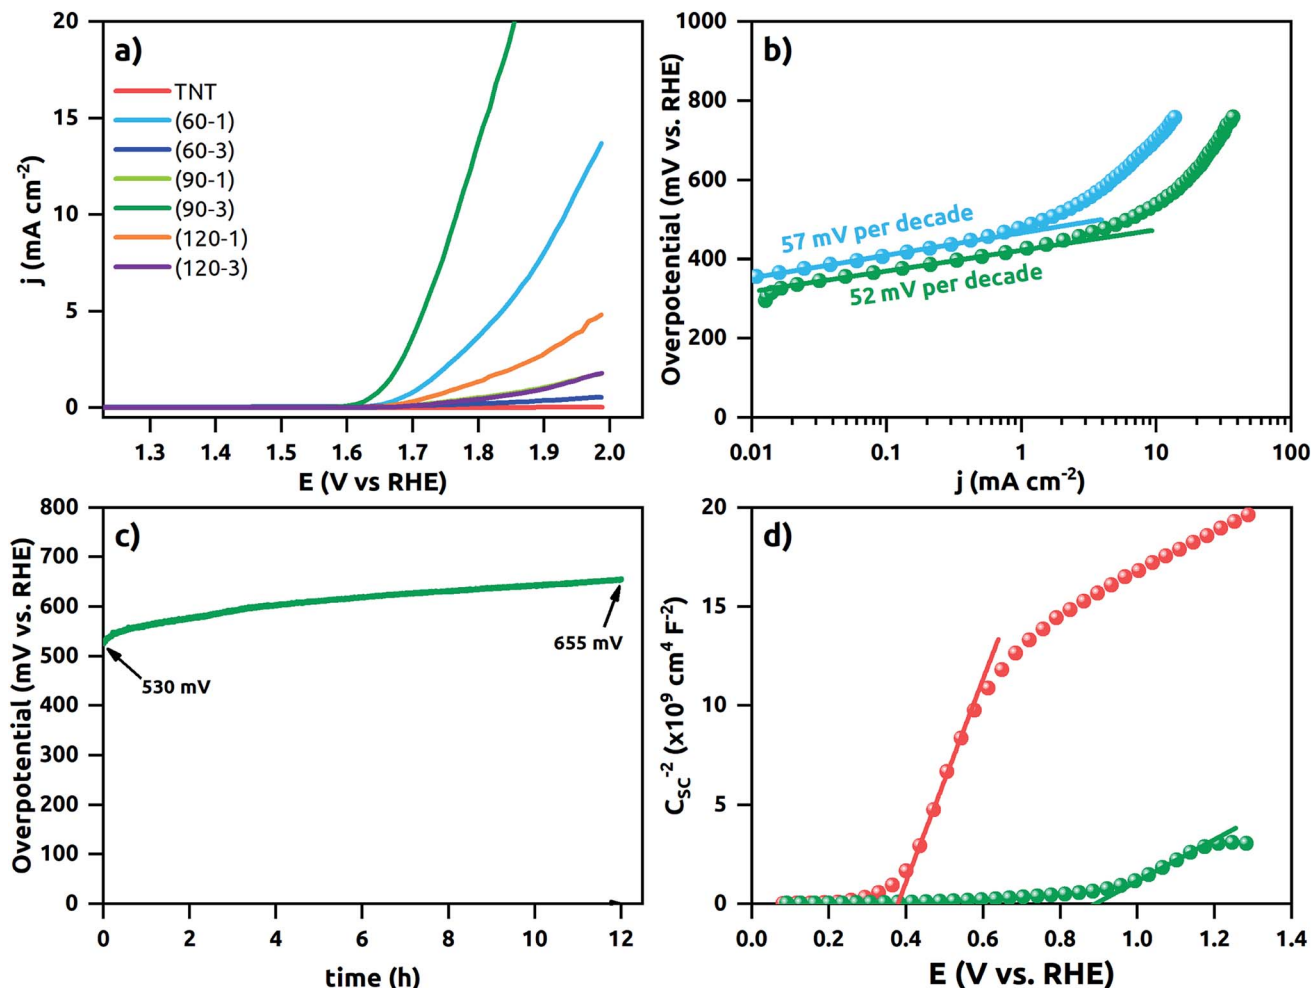 a)
20
15
10
5
0
j (mA cm⁻²)
TNT
(60-1)
(60-3)
(90-1)
(90-3)
(120-1)
(120-3)
1.3 1.4 1.5 1.6 1.7 1.8 1.9 2.0
E (V vs RHE)
b)
1000
800
600
400
200
0
Overpotential (mV vs. RHE)
57 mV per decade
52 mV per decade
0.01 0.1 1 10 100
j (mA cm⁻²)
c)
800
700
600
500
400
300
200
100
0
Overpotential (mV vs. RHE)
530 mV
655 mV
0 2 4 6 8 10 12
time (h)
d)
20
15
10
5
0
C_SC⁻² (x10⁹ cm⁴ F⁻²)
0.0 0.2 0.4 0.6 0.8 1.0 1.2 1.4
E (V vs. RHE)